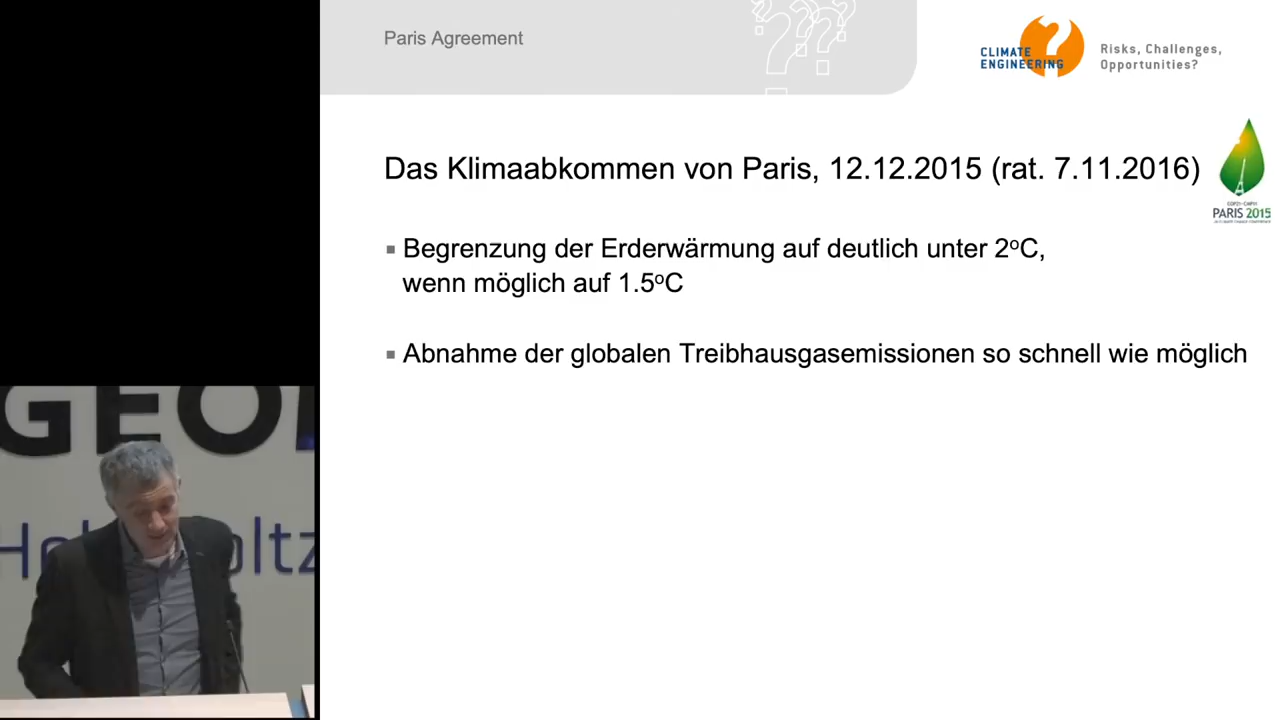 Paris Agreement
CLIMATE
ENGINEERING
Risks, Challenges,
Opportunities?
Das Klimaabkommen von Paris, 12.12.2015 (rat. 7.11.2016)
PARIS 2015
▪ Begrenzung der Erderwärmung auf deutlich unter 2ºC,
wenn möglich auf 1.5ºC
▪ Abnahme der globalen Treibhausgasemissionen so schnell wie möglich
GEO